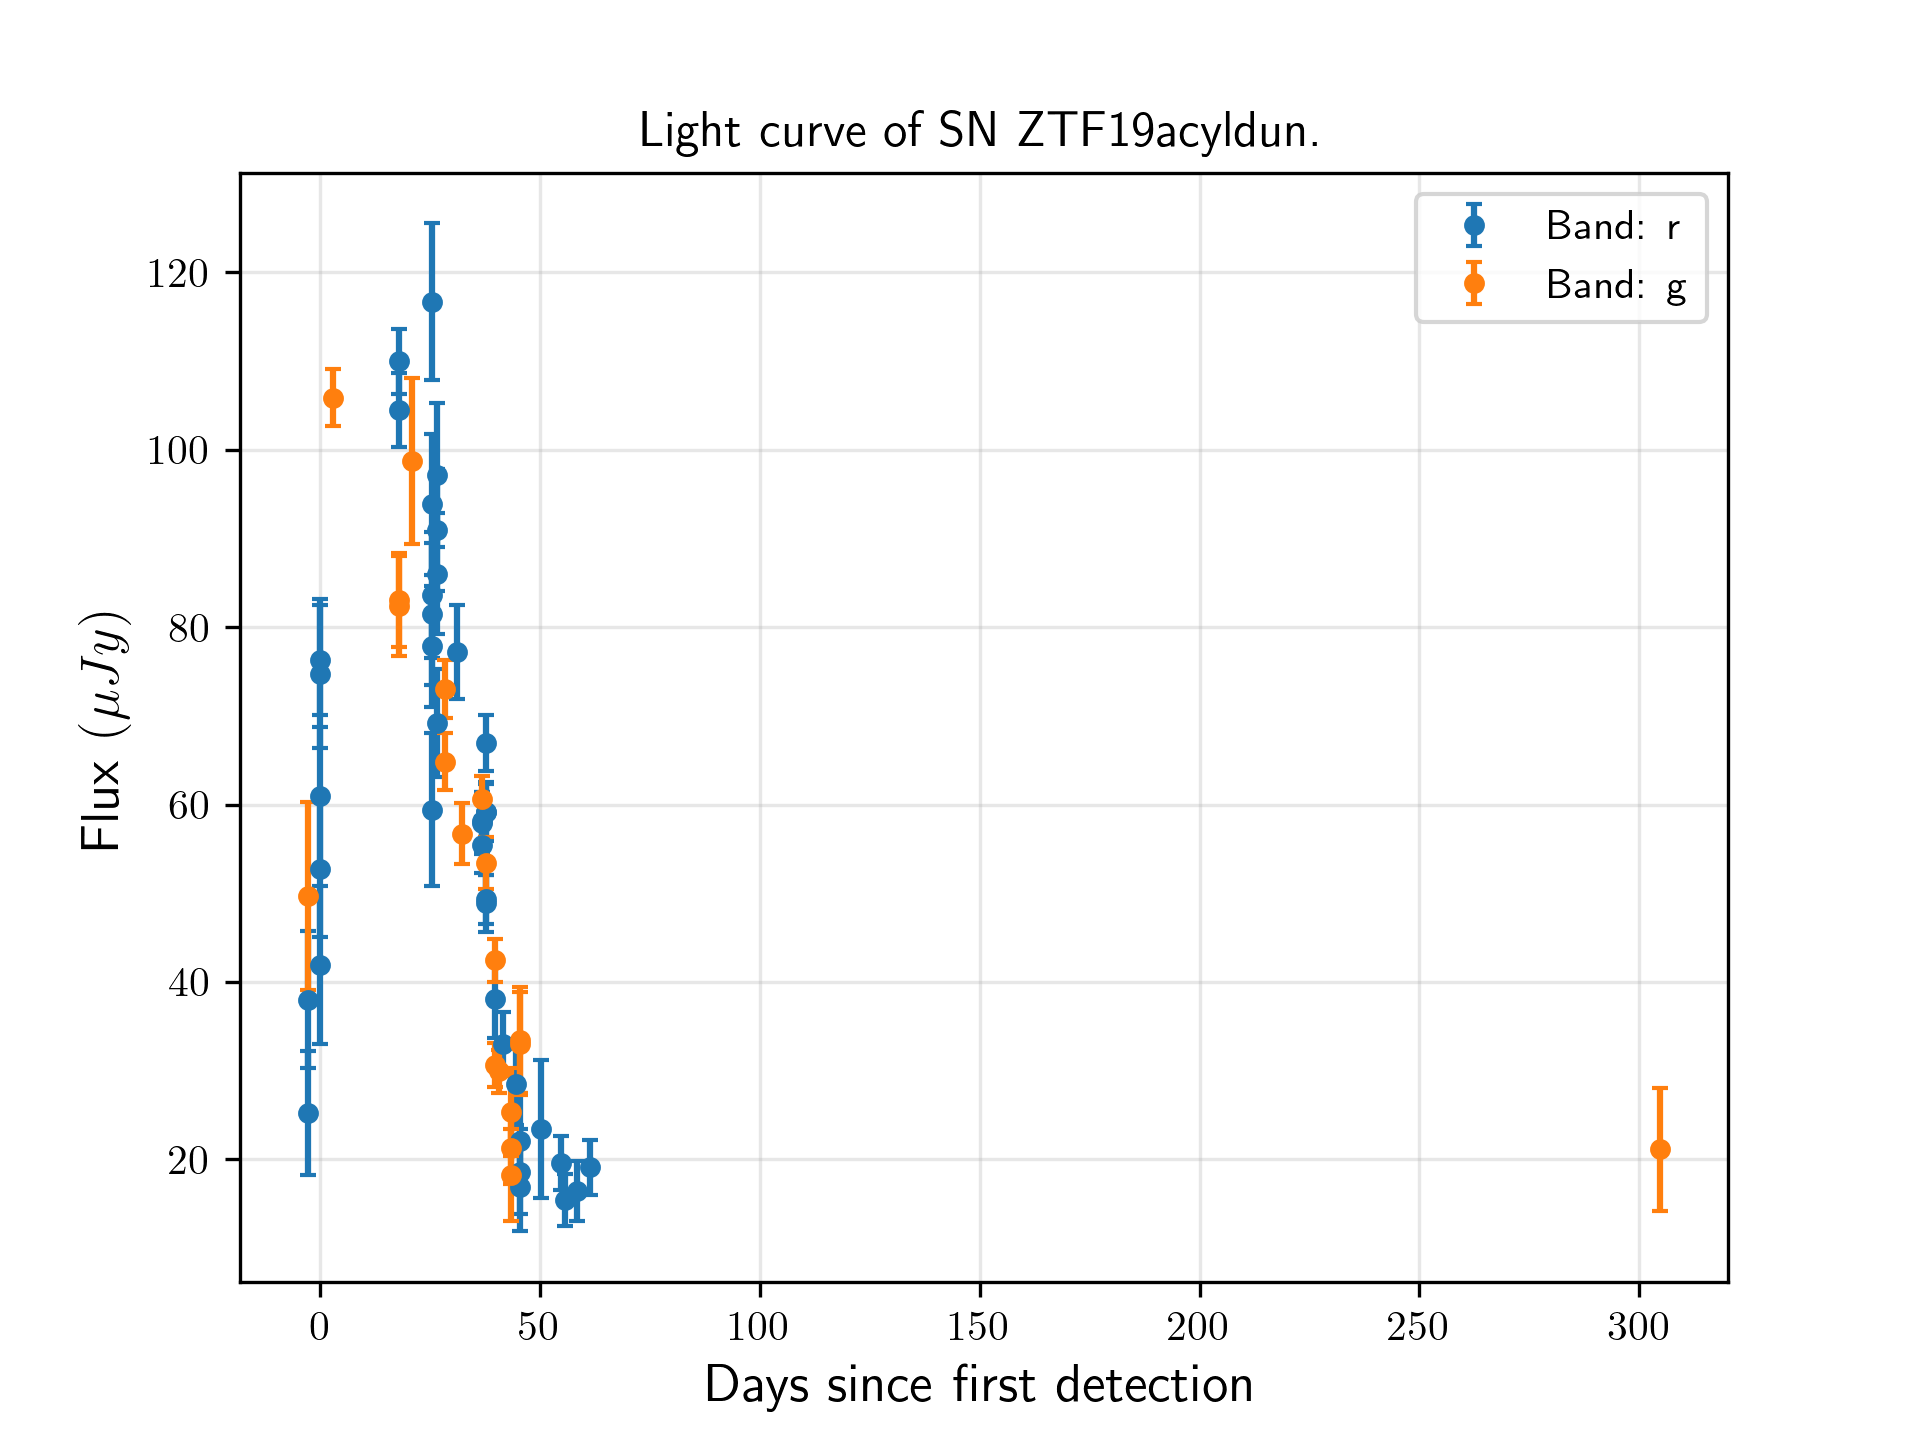 Light curve of SN ZTF19acyldun.
Band: r
Band: g
120
100
80
60
40
20
Flux (μJy)
0 50 100 150 200 250 300
Days since first detection